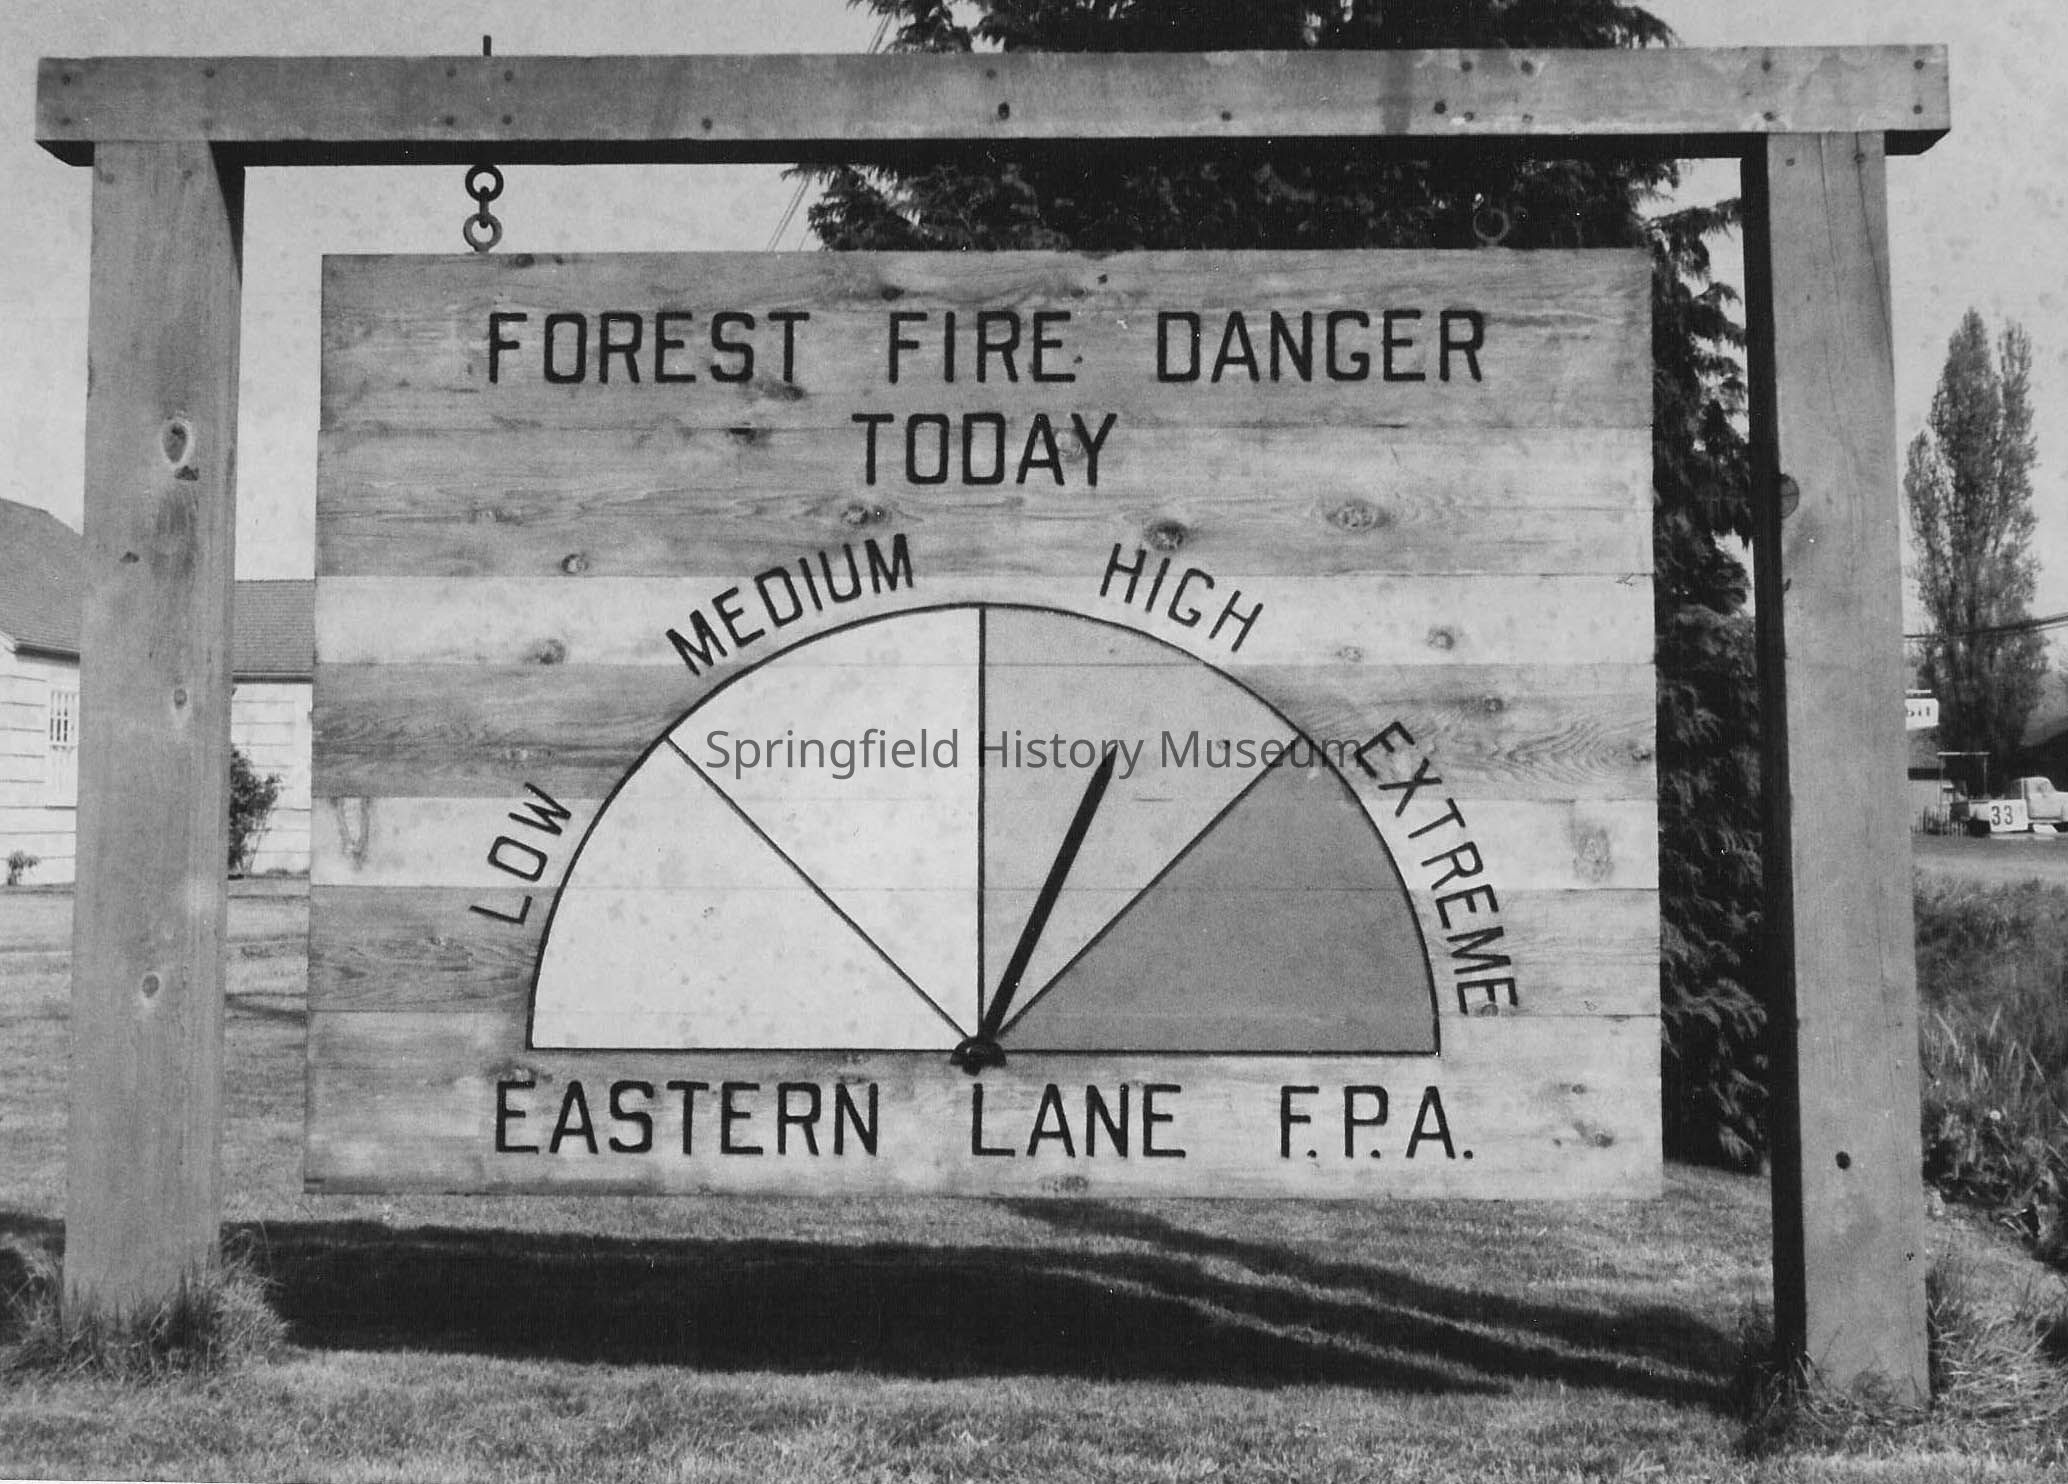 FOREST FIRE DANGER
TODAY
LOW
MEDIUM
HIGH
EXTREME
Springfield History Museum
EASTERN LANE F.P.A.
33